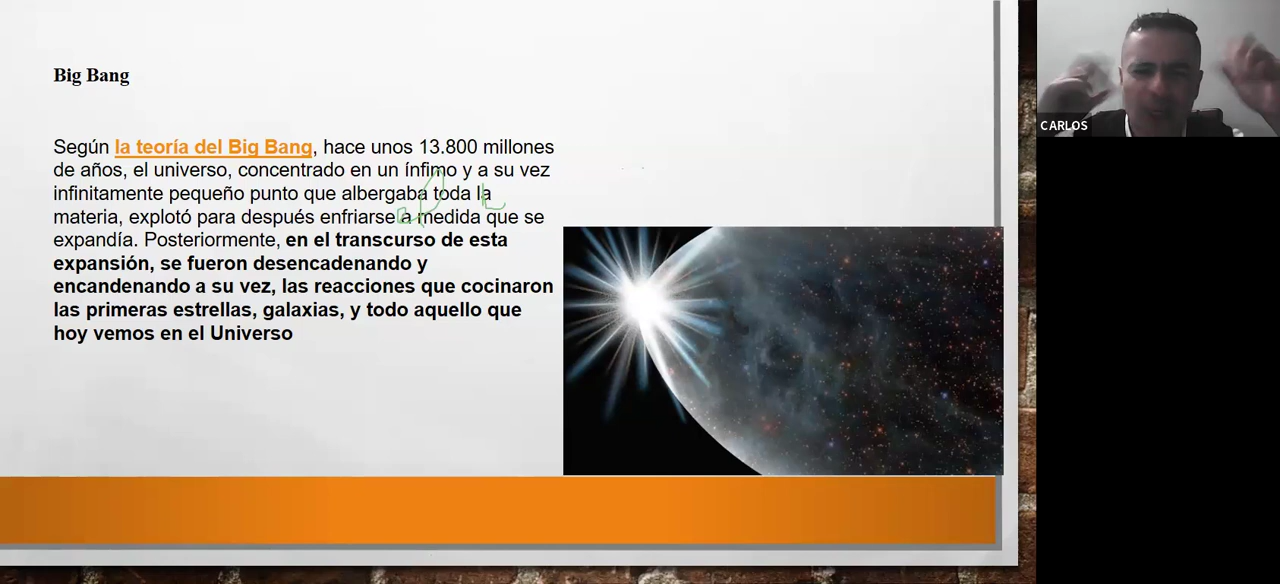 Big Bang
Según la teoría del Big Bang, hace unos 13.800 millones
de años, el universo, concentrado en un ínfimo y a su vez
infinitamente pequeño punto que albergaba toda la
materia, explotó para después enfriarse a medida que se
expandía. Posteriormente, en el transcurso de esta
expansión, se fueron desencadenando y
encandenando a su vez, las reacciones que cocinaron
las primeras estrellas, galaxias, y todo aquello que
hoy vemos en el Universo
CARLOS